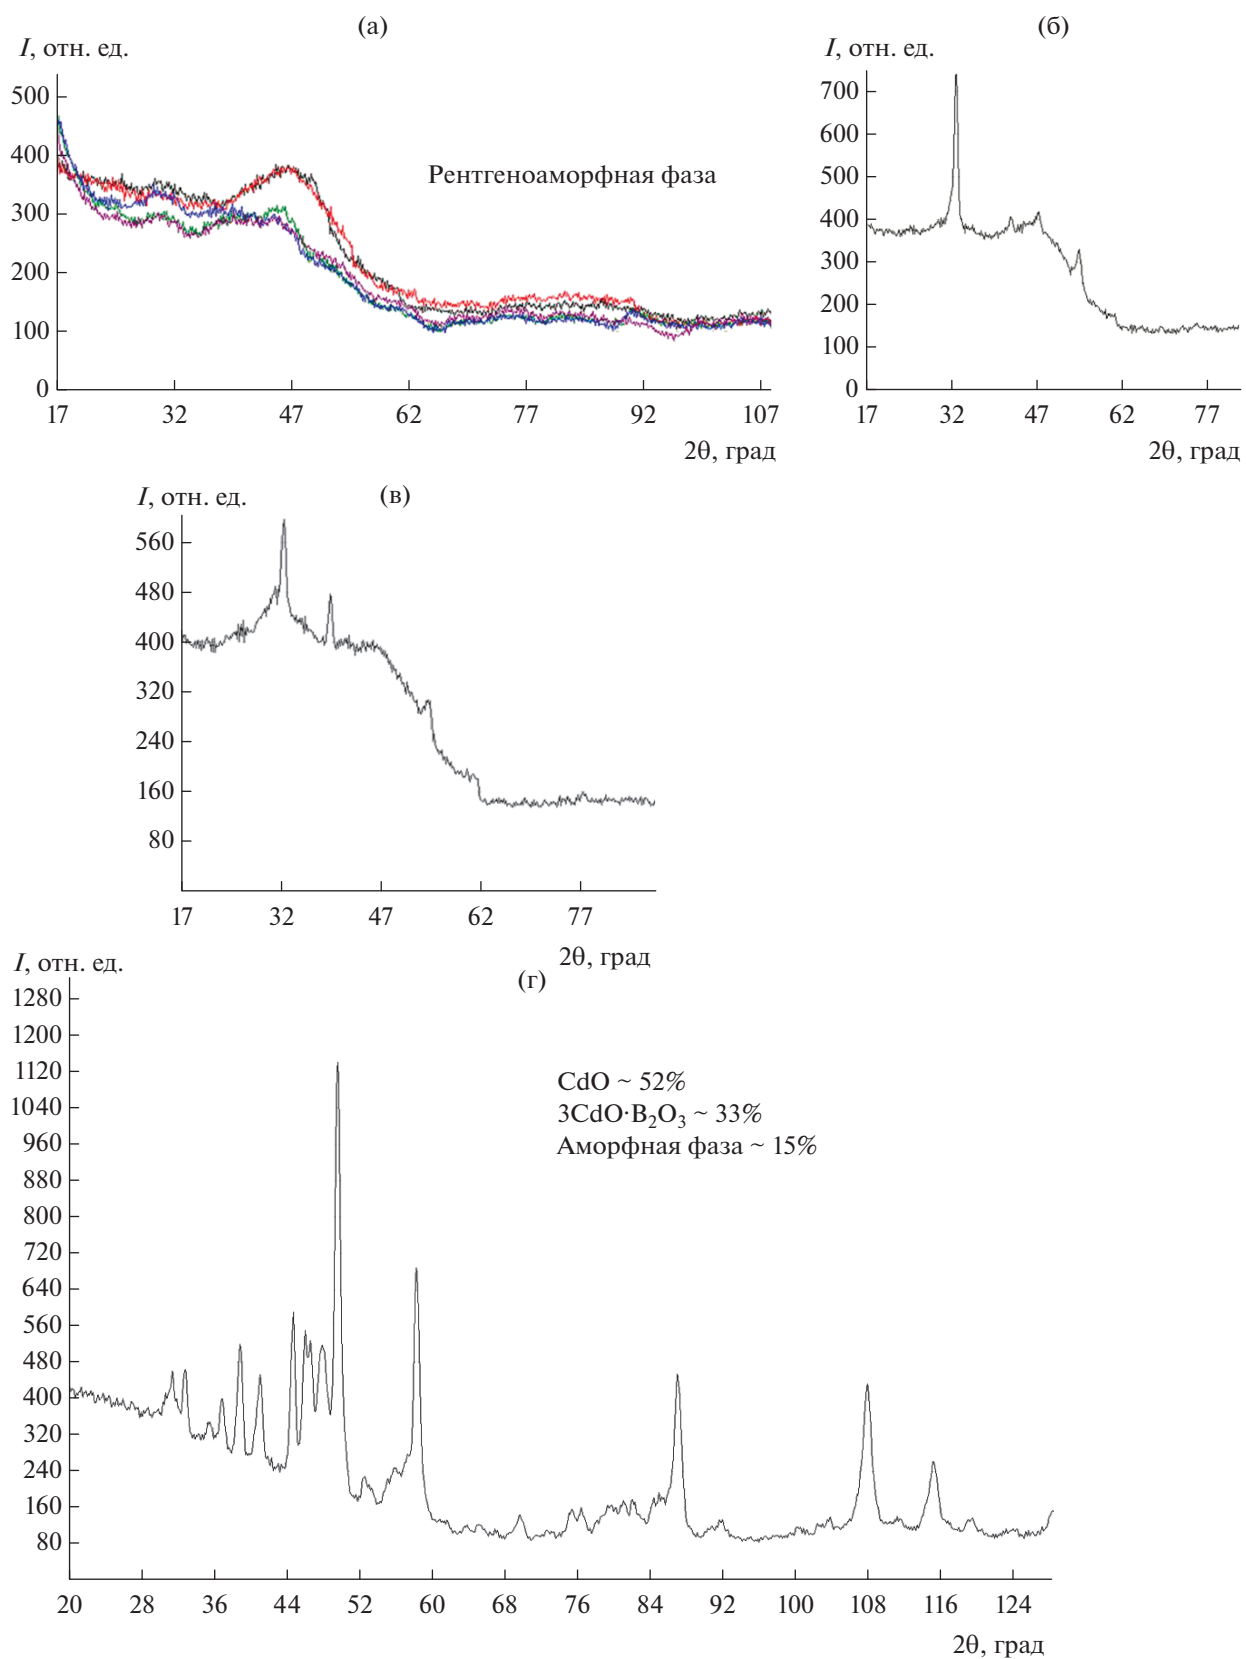 (а)
I, отн. ед.
500
400
300
200
100
0
Рентгеноаморфная фаза
17 32 47 62 77 92 107
2θ, град
(б)
I, отн. ед.
700
600
500
400
300
200
100
0
17 32 47 62 77
2θ, град
(в)
I, отн. ед.
560
480
400
320
240
160
80
17 32 47 62 77
2θ, град
(г)
I, отн. ед.
1280
1200
1120
1040
960
880
800
720
640
560
480
400
320
240
160
80
CdO ~ 52%
3CdO·B₂O₃ ~ 33%
Аморфная фаза ~ 15%
20 28 36 44 52 60 68 76 84 92 100 108 116 124
2θ, град